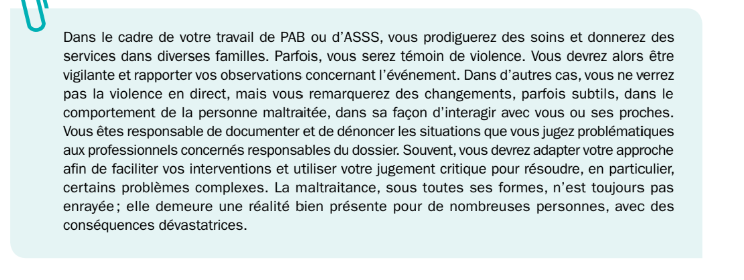 Dans le cadre de votre travail de PAB ou d’ASSS, vous prodiguerez des soins et donnerez des
services dans diverses familles. Parfois, vous serez témoin de violence. Vous devrez alors être
vigilante et rapporter vos observations concernant l’événement. Dans d’autres cas, vous ne verrez
pas la violence en direct, mais vous remarquerez des changements, parfois subtils, dans le
comportement de la personne maltraitée, dans sa façon d’interagir avec vous ou ses proches.
Vous êtes responsable de documenter et de dénoncer les situations que vous jugez problématiques
aux professionnels concernés responsables du dossier. Souvent, vous devrez adapter votre approche
afin de faciliter vos interventions et utiliser votre jugement critique pour résoudre, en particulier,
certains problèmes complexes. La maltraitance, sous toutes ses formes, n’est toujours pas
enrayée ; elle demeure une réalité bien présente pour de nombreuses personnes, avec des
conséquences dévastatrices.